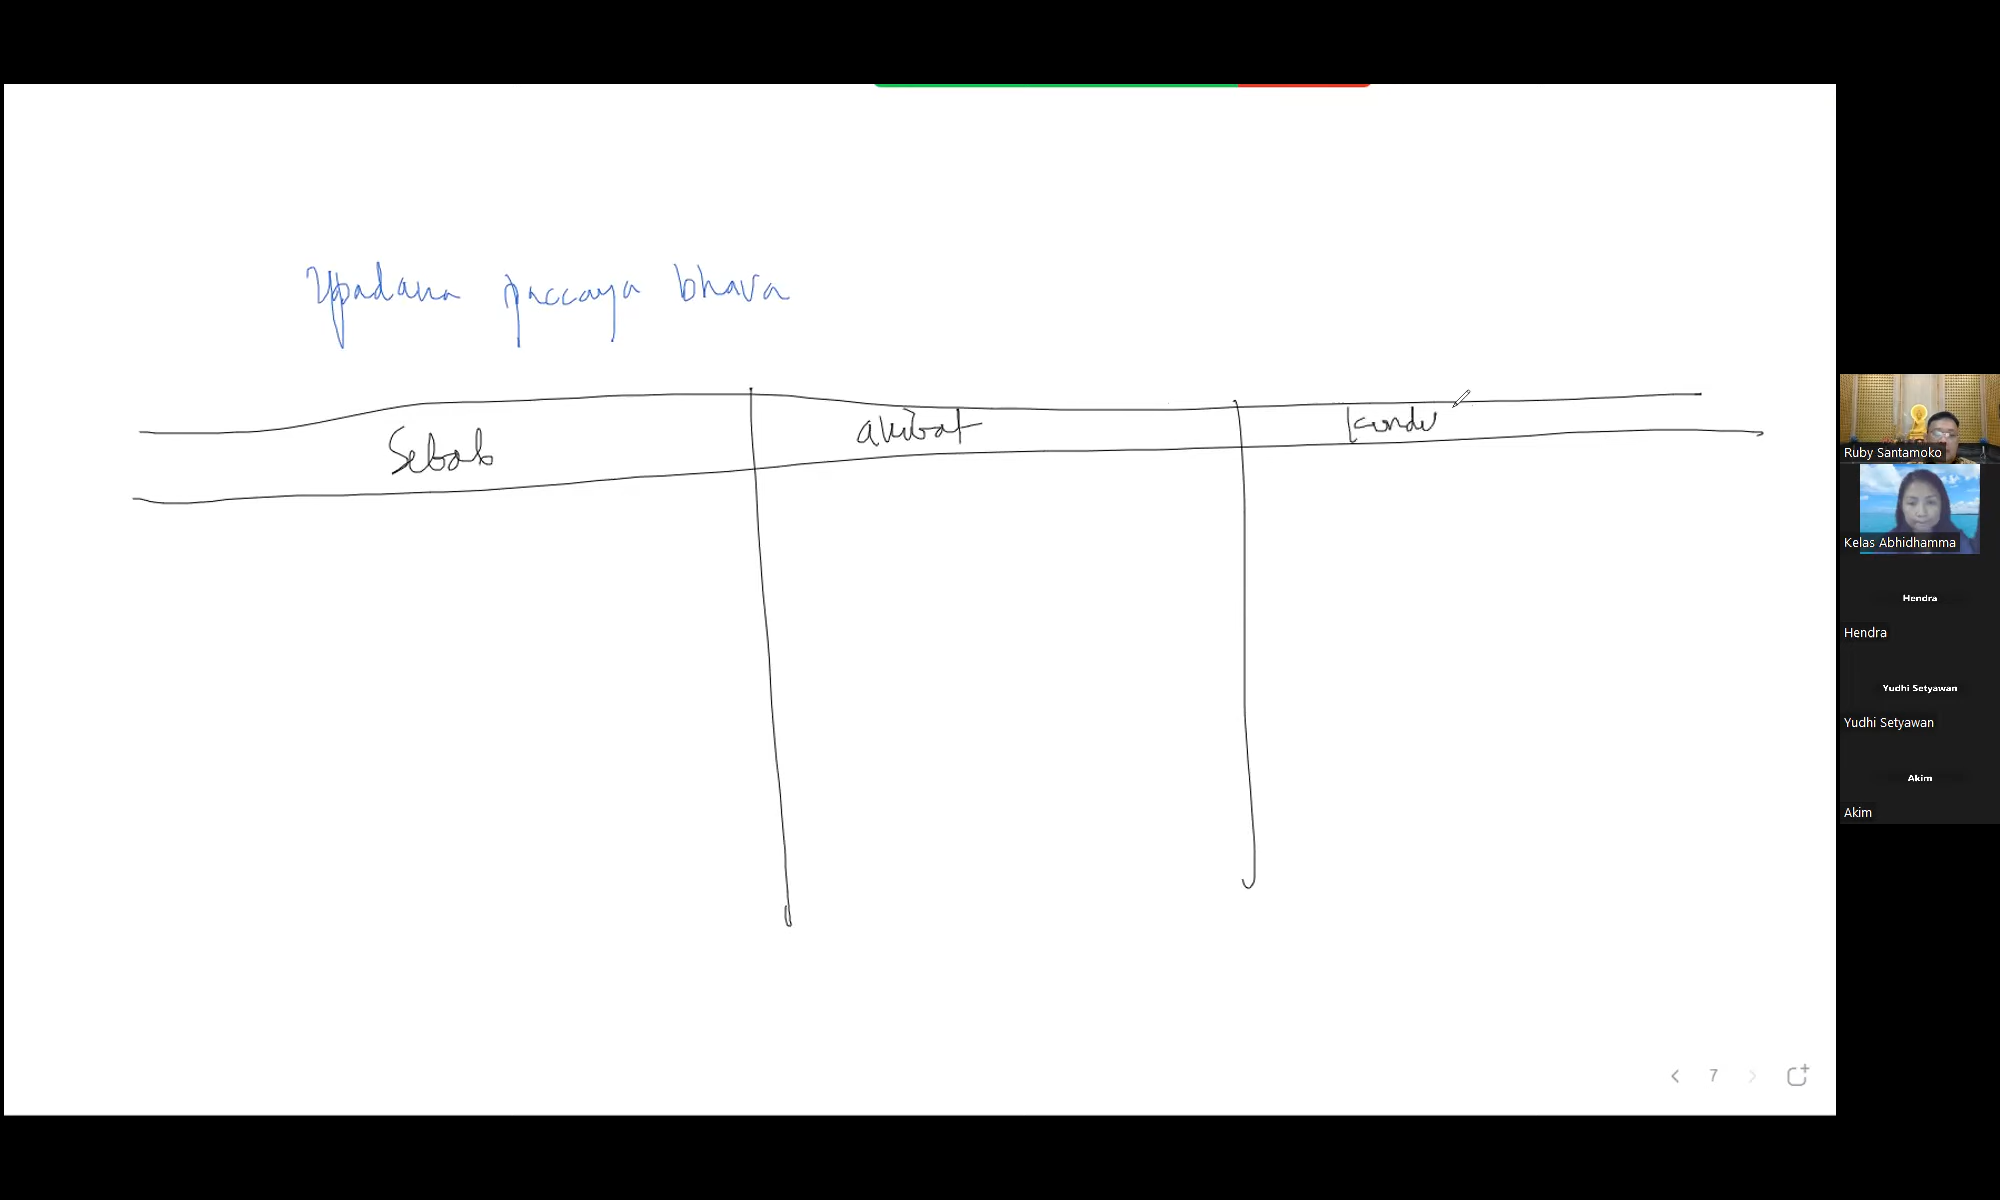 Upadana paccaya bhava
Sebab akibat kondi
Ruby Santamoko
Kelas Abhidhamma
Hendra
Hendra
Yudhi Setyawan
Yudhi Setyawan
Akim
Akim
7